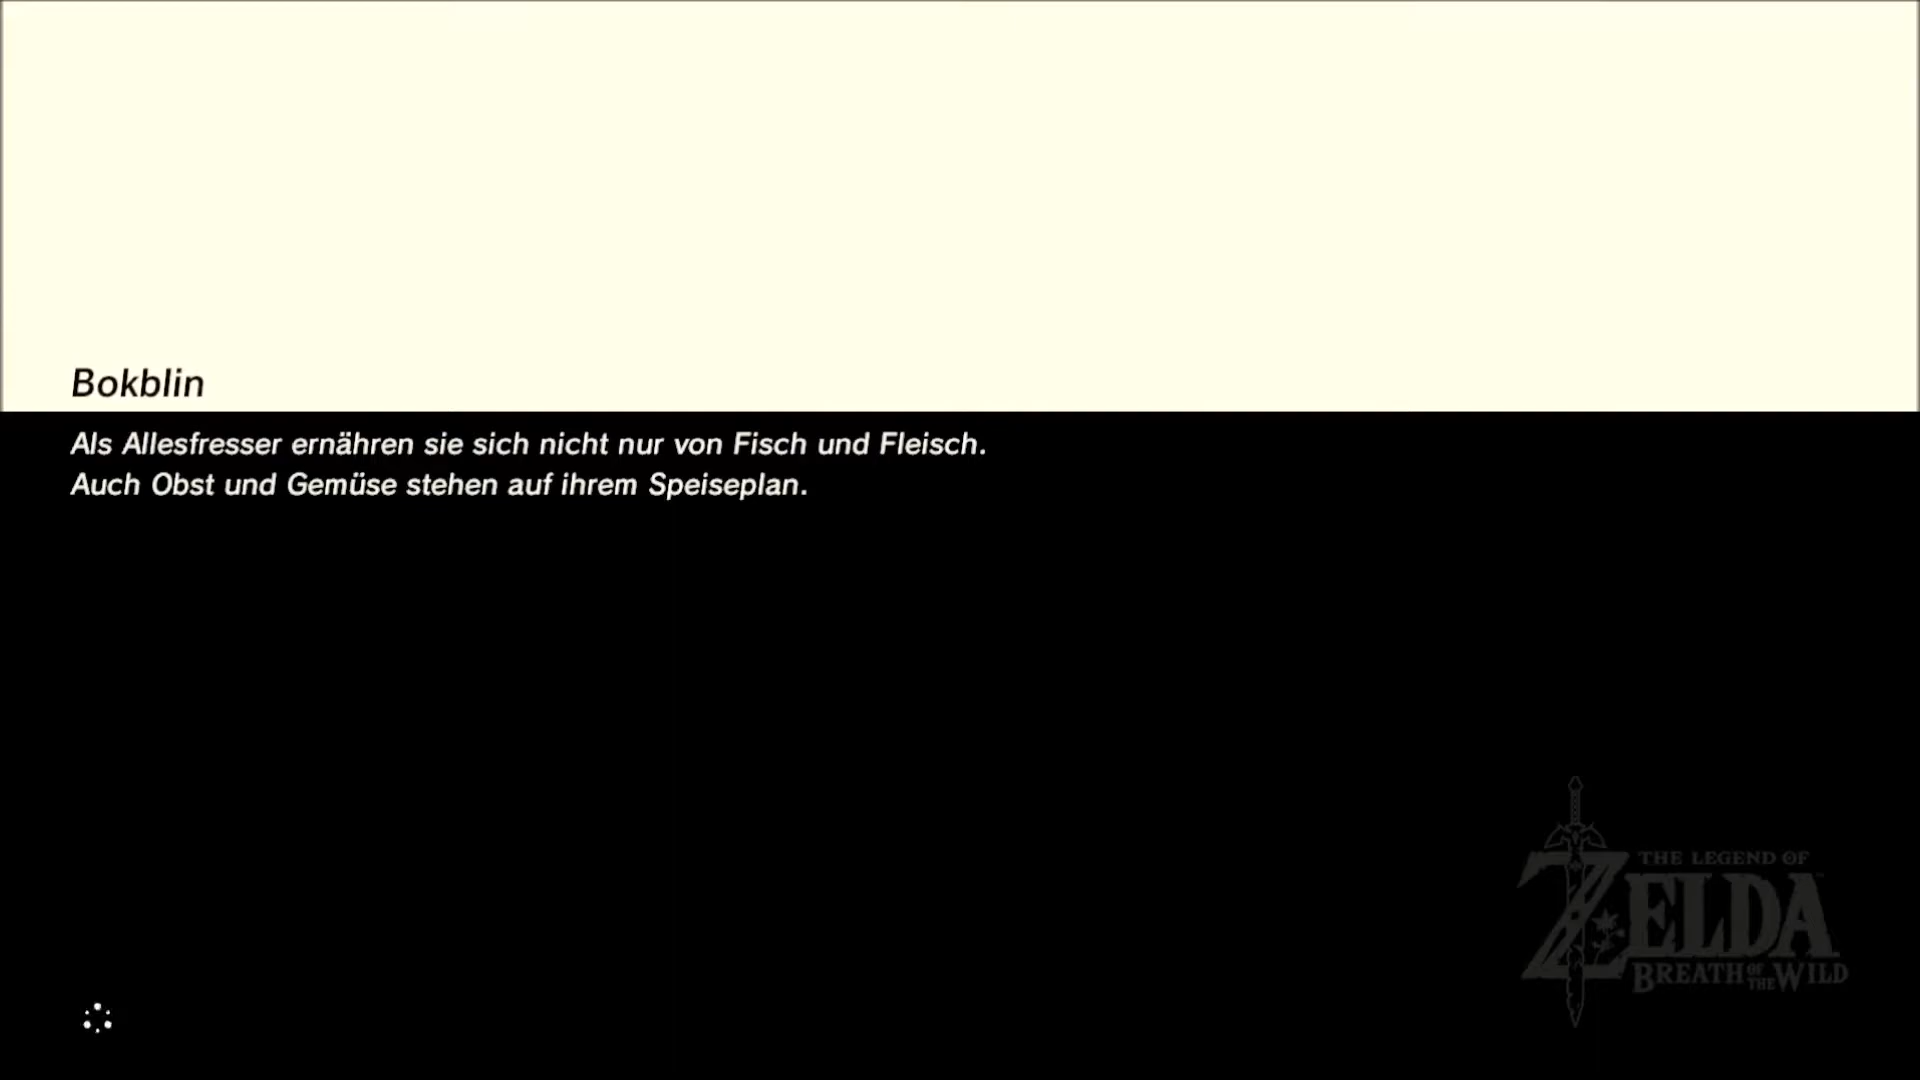 Bokblin
Als Allesfresser ernähren sie sich nicht nur von Fisch und Fleisch.
Auch Obst und Gemüse stehen auf ihrem Speiseplan.
THE LEGEND OF
ZELDA
BREATH OF THE WILD